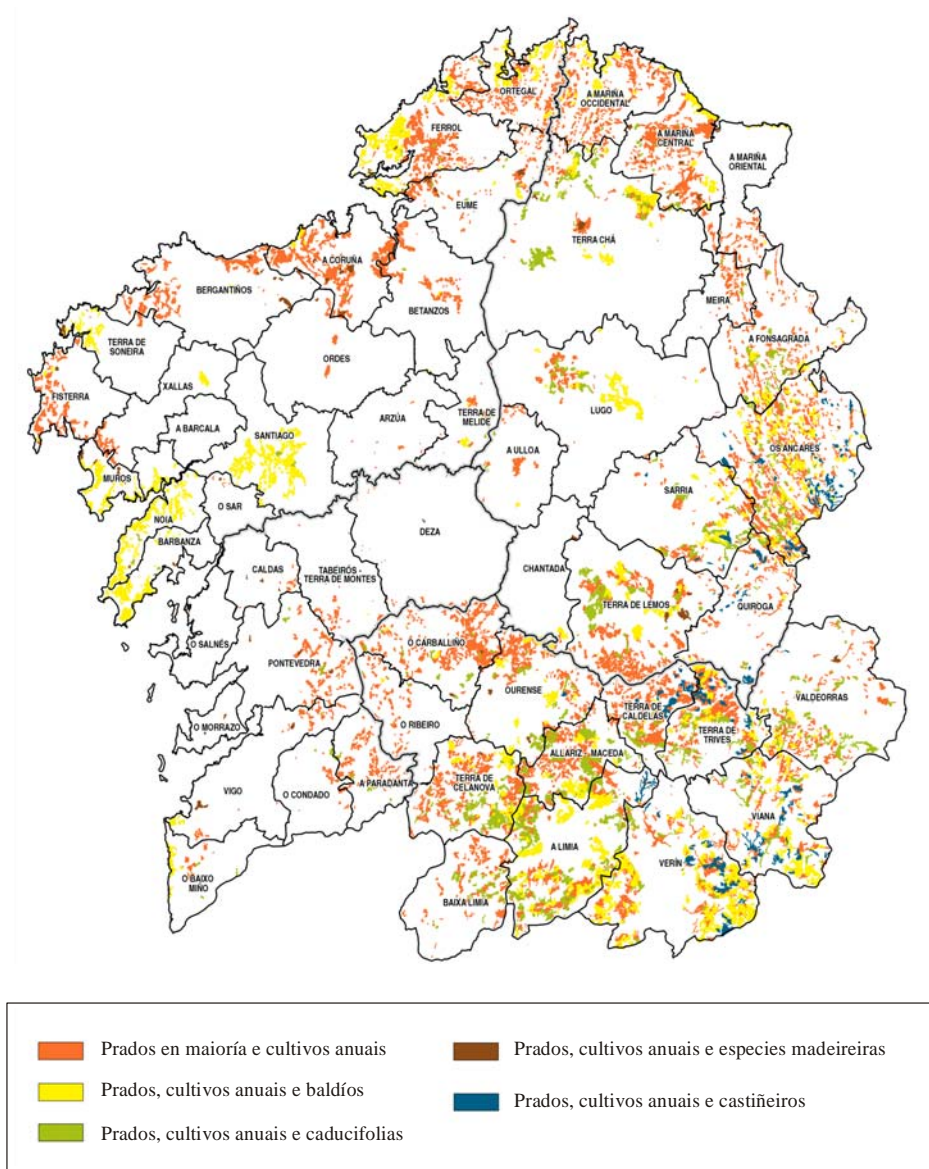 ORTEGAL
A MARIÑA
OCCIDENTAL
FERROL
A MARIÑA
CENTRAL
A MARIÑA
ORIENTAL
EUME
TERRA CHÁ
A CORUÑA
BERGANTIÑOS
BETANZOS
MEIRA
A FONSAGRADA
TERRA DE
SONEIRA
ORDES
XALLAS
FISTERRA
LUGO
ARZÚA
TERRA DE
MELIDE
A BARCALA
SANTIAGO
A ULLOA
OS ANCARES
MUROS
SARRIA
NOIA
O SAR
BARBANZA
DEZA
CALDAS
TABEIRÓS -
TERRA DE MONTES
CHANTADA
TERRA DE LEMOS
QUIROGA
O SALNÉS
O CARBALLIÑO
PONTEVEDRA
OURENSE
VALDEORRAS
O MORRAZO
O RIBEIRO
TERRA DE
CALDELAS
TERRA DE
TRIVES
ALLARIZ - MACEDA
VIGO
O CONDADO
A PARADANTA
TERRA DE
CELANOVA
VIANA
A LIMIA
VERÍN
O BAIXO
MIÑO
BAIXA LIMIA
Prados en maioría e cultivos anuais
Prados, cultivos anuais e baldíos
Prados, cultivos anuais e caducifolias
Prados, cultivos anuais e especies madeireiras
Prados, cultivos anuais e castiñeiros